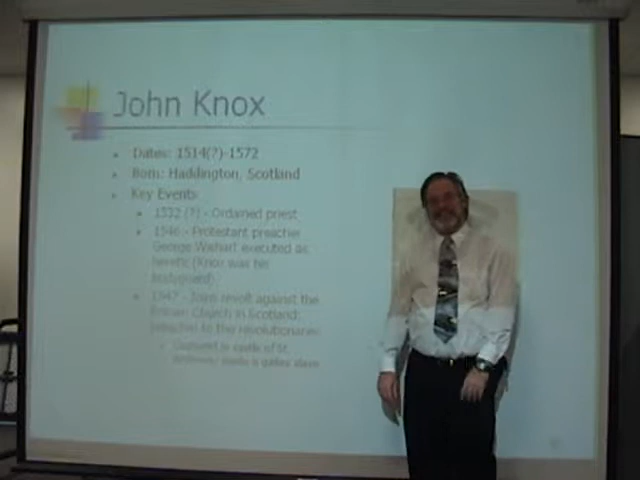 John Knox
Dates: 1514(?)-1572
Born: Haddington, Scotland
Key Events:
1532 (?) - Ordained priest
1546 - Protestant preacher
George Wishart executed as
heretic (Knox was his
bodyguard)
1547 - Joins revolt against the
Roman Church in Scotland;
preacher to the revolutionaries
Captured in castle of St.
Andrews; made a galley slave